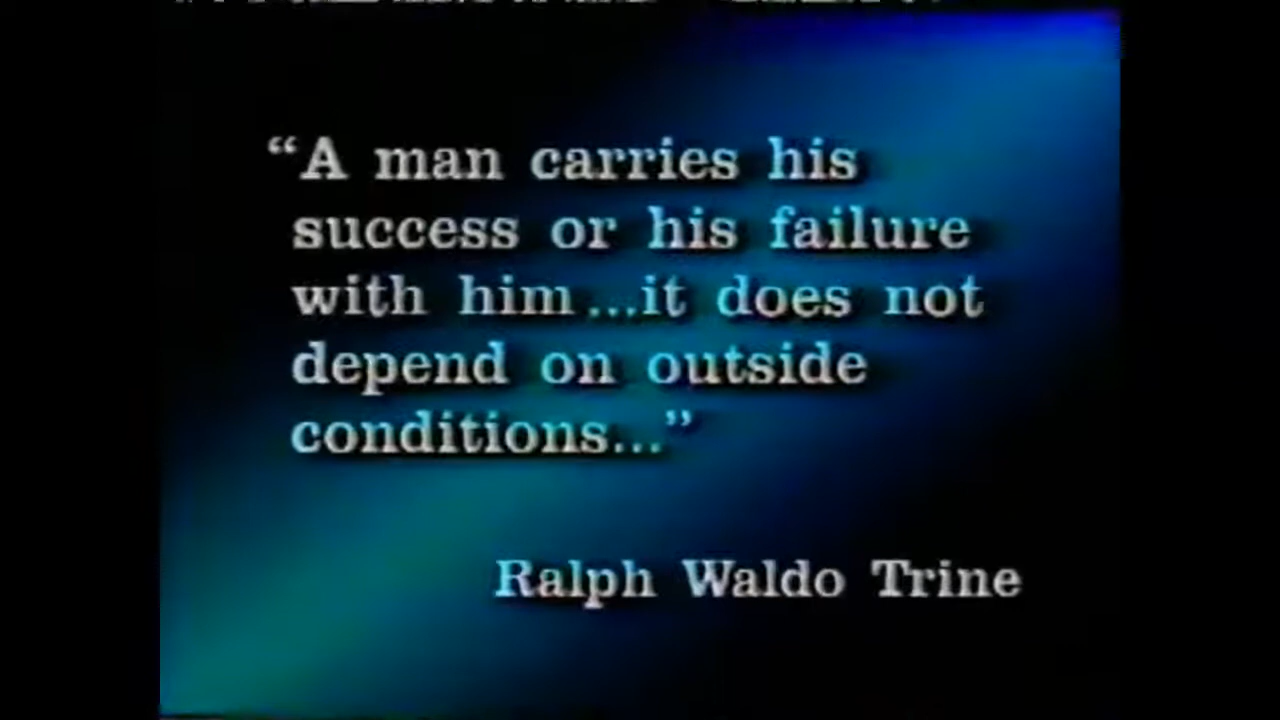 “A man carries his
success or his failure
with him...it does not
depend on outside
conditions...”
Ralph Waldo Trine